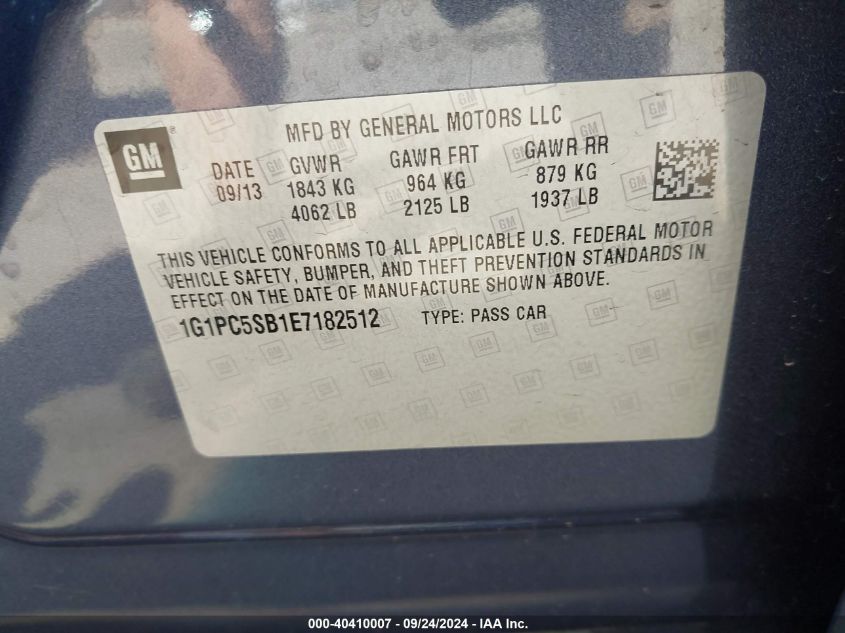 GM®
MFD BY GENERAL MOTORS LLC
DATE GVWR GAWR FRT GAWR RR
09/13 1843 KG 964 KG 879 KG
4062 LB 2125 LB 1937 LB
THIS VEHICLE CONFORMS TO ALL APPLICABLE U.S. FEDERAL MOTOR
VEHICLE SAFETY, BUMPER, AND THEFT PREVENTION STANDARDS IN
EFFECT ON THE DATE OF MANUFACTURE SHOWN ABOVE.
1G1PC5SB1E7182512 TYPE: PASS CAR
000-40410007 - 09/24/2024 - IAA Inc.